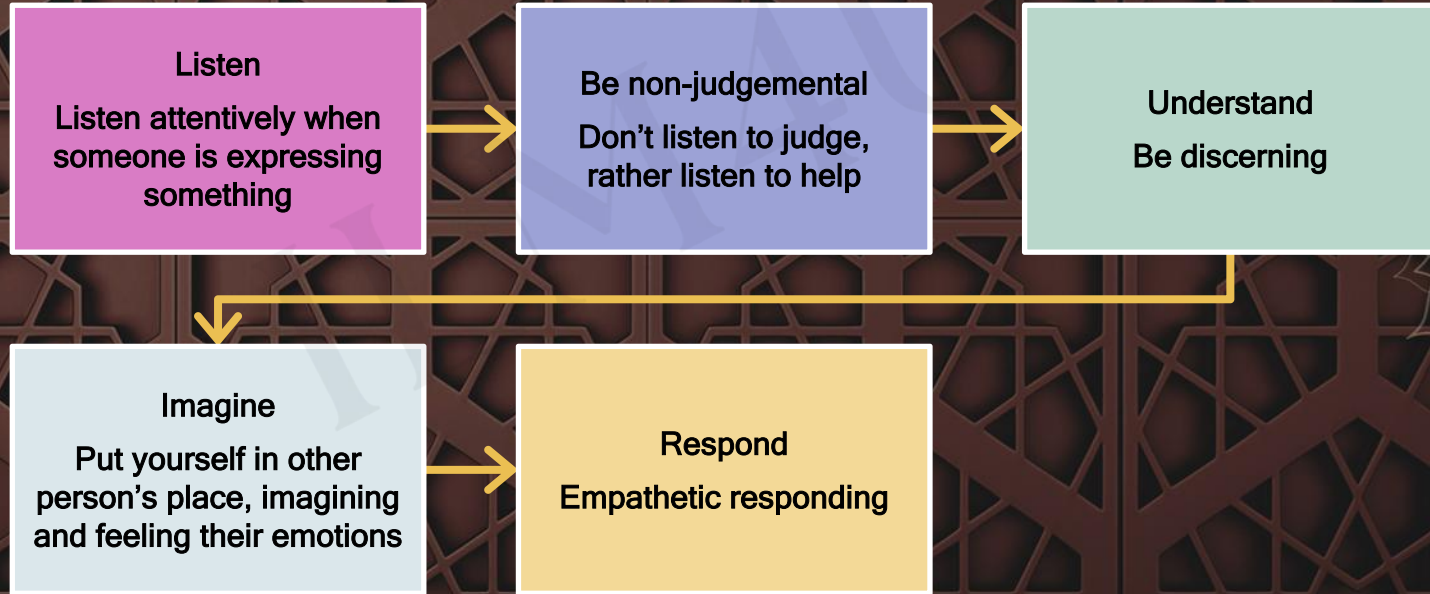 Listen
Listen attentively when
someone is expressing
something
Be non-judgemental
Don’t listen to judge,
rather listen to help
Understand
Be discerning
Imagine
Put yourself in other
person’s place, imagining
and feeling their emotions
Respond
Empathetic responding